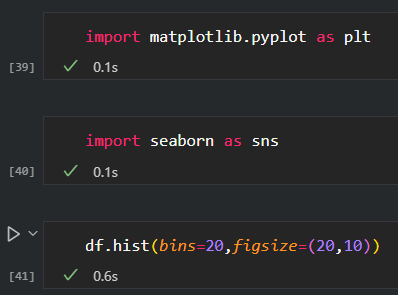 import matplotlib.pyplot as plt
[39] 0.1s
import seaborn as sns
[40] 0.1s
df.hist(bins=20,figsize=(20,10))
[41] 0.6s